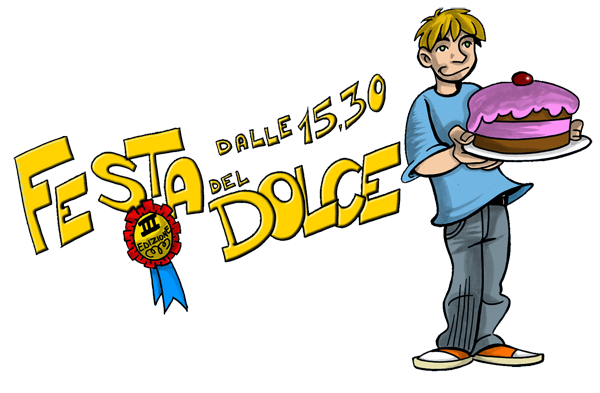 FESTA
DEL
DOLCE
DALLE 15,30
III
EDIZIONE